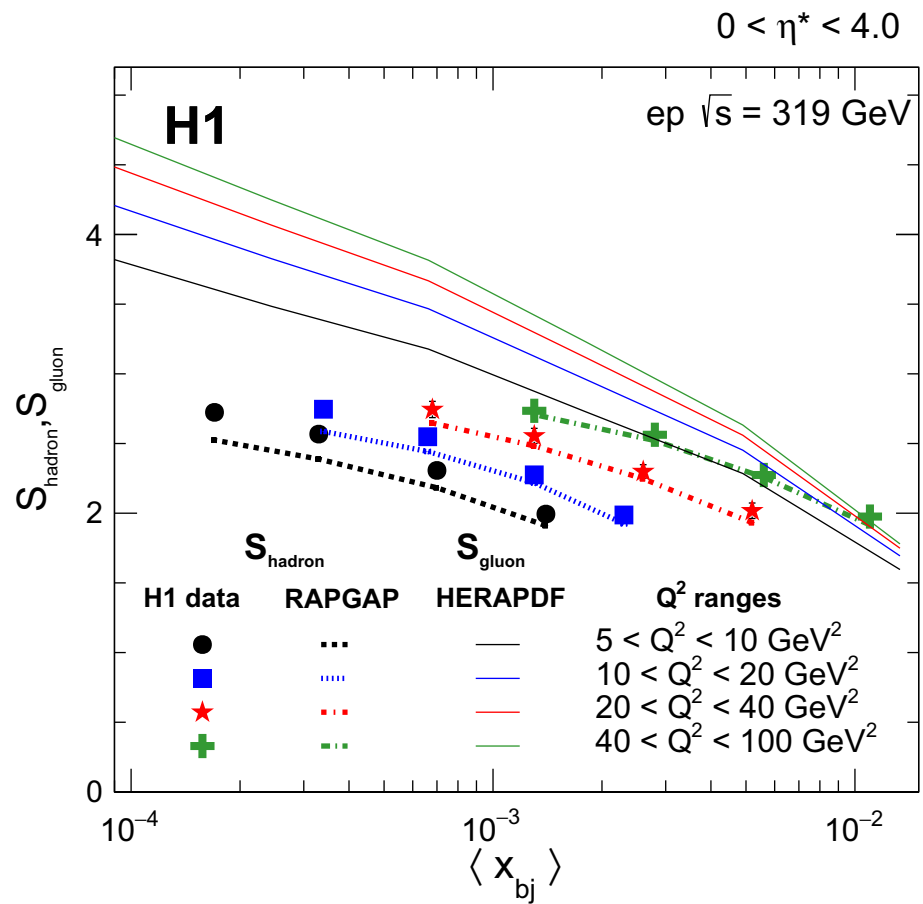 0 < η* < 4.0
H1
ep √s = 319 GeV
4
2
0
S_hadron, S_gluon
S_hadron S_gluon
H1 data RAPGAP HERAPDF Q² ranges
5 < Q² < 10 GeV²
10 < Q² < 20 GeV²
20 < Q² < 40 GeV²
40 < Q² < 100 GeV²
10⁻⁴ 10⁻³ 10⁻²
⟨ x_bj ⟩